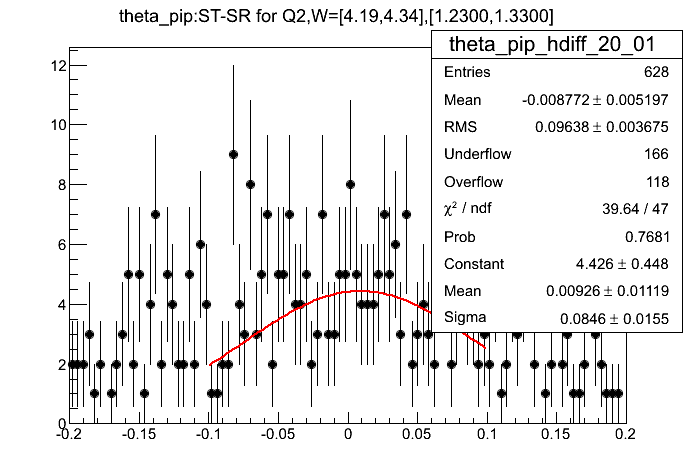 theta_pip:ST-SR for Q2,W=[4.19,4.34],[1.2300,1.3300]
theta_pip_hdiff_20_01
Entries 628
Mean -0.008772 ± 0.005197
RMS 0.09638 ± 0.003675
Underflow 166
Overflow 118
χ² / ndf 39.64 / 47
Prob 0.7681
Constant 4.426 ± 0.448
Mean 0.00926 ± 0.01119
Sigma 0.0846 ± 0.0155
12
10
8
6
4
2
0
-0.2 -0.15 -0.1 -0.05 0 0.05 0.1 0.15 0.2